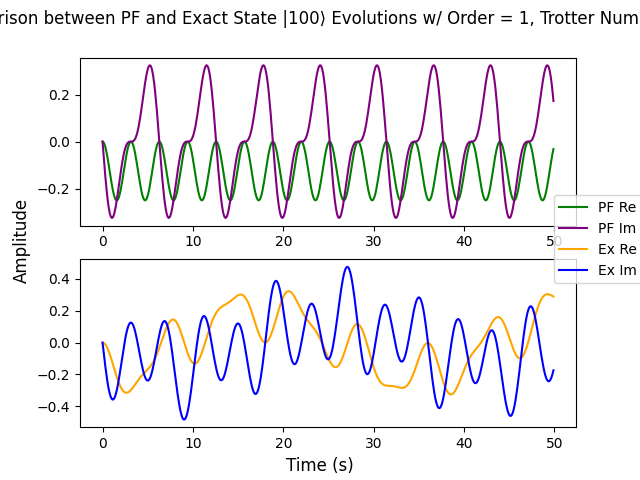 rison between PF and Exact State |100⟩ Evolutions w/ Order = 1, Trotter Num
0.2
0.0
−0.2
0 10 20 30 40 50
Amplitude
PF Re
PF Im
Ex Re
Ex Im
0.4
0.2
0.0
−0.2
−0.4
0 10 20 30 40 50
Time (s)